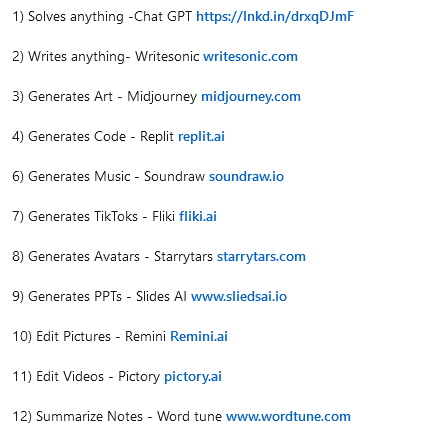 1) Solves anything -Chat GPT https://lnkd.in/drxqDJmF
2) Writes anything- Writesonic writesonic.com
3) Generates Art - Midjourney midjourney.com
4) Generates Code - Replit replit.ai
6) Generates Music - Soundraw soundraw.io
7) Generates TikToks - Fliki fliki.ai
8) Generates Avatars - Starrytars starrytars.com
9) Generates PPTs - Slides AI www.sliedsai.io
10) Edit Pictures - Remini Remini.ai
11) Edit Videos - Pictory pictory.ai
12) Summarize Notes - Word tune www.wordtune.com